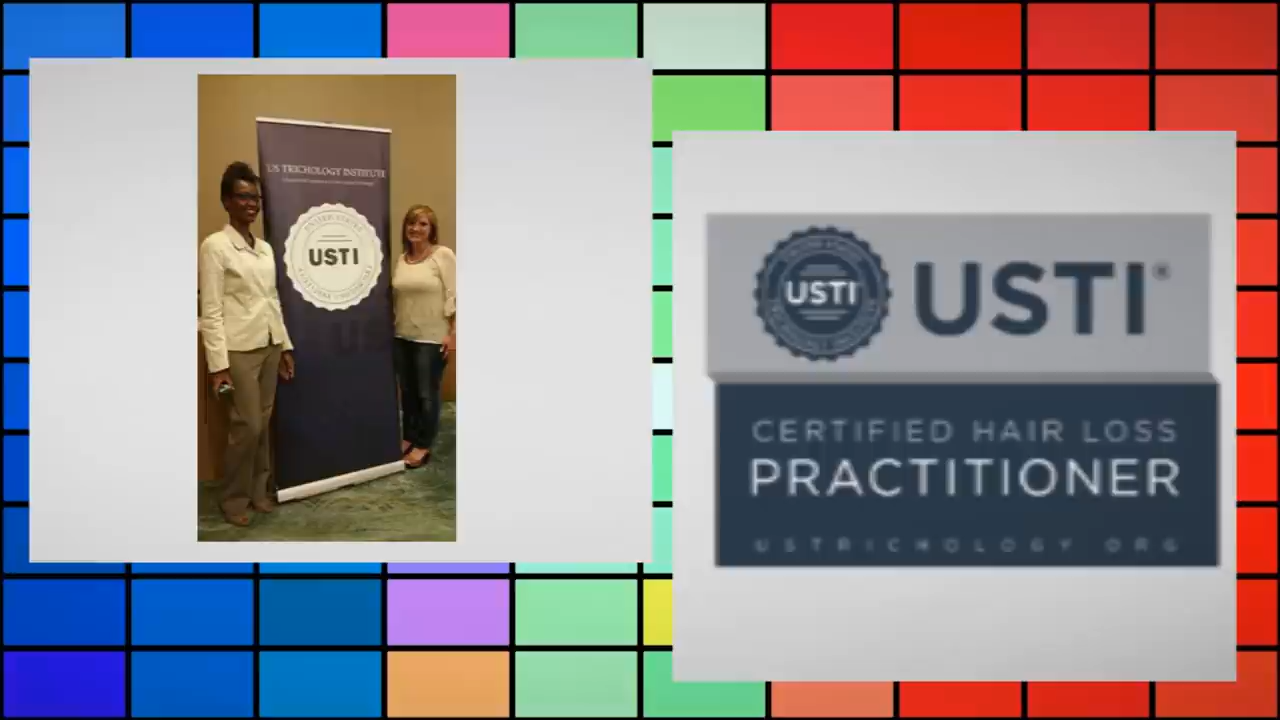 US TRICHOLOGY INSTITUTE
USTI
USTI
USTI®
CERTIFIED HAIR LOSS
PRACTITIONER
USTRICHOLOGY.ORG